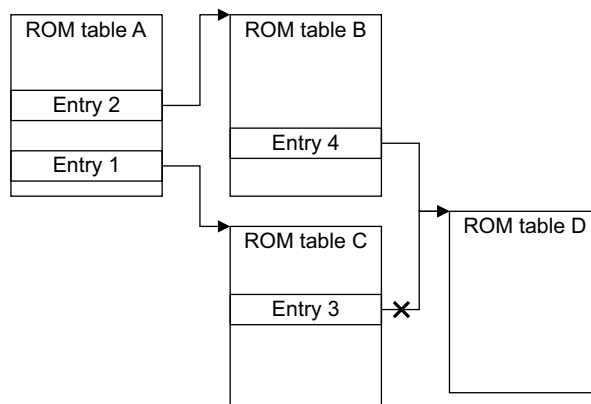 ROM table A
Entry 2
Entry 1
ROM table B
Entry 4
ROM table C
Entry 3
ROM table D